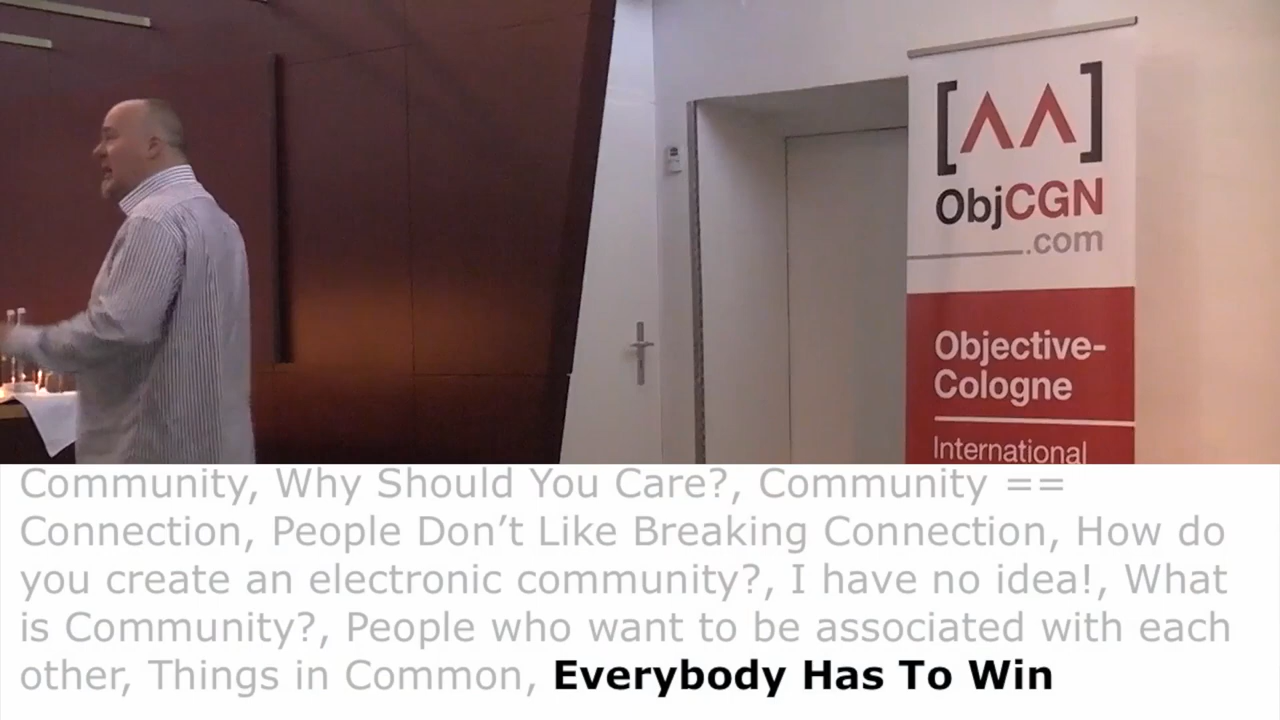 [^^]
ObjCGN
.com
Objective-
Cologne
International
Community, Why Should You Care?, Community ==
Connection, People Don’t Like Breaking Connection, How do
you create an electronic community?, I have no idea!, What
is Community?, People who want to be associated with each
other, Things in Common, Everybody Has To Win